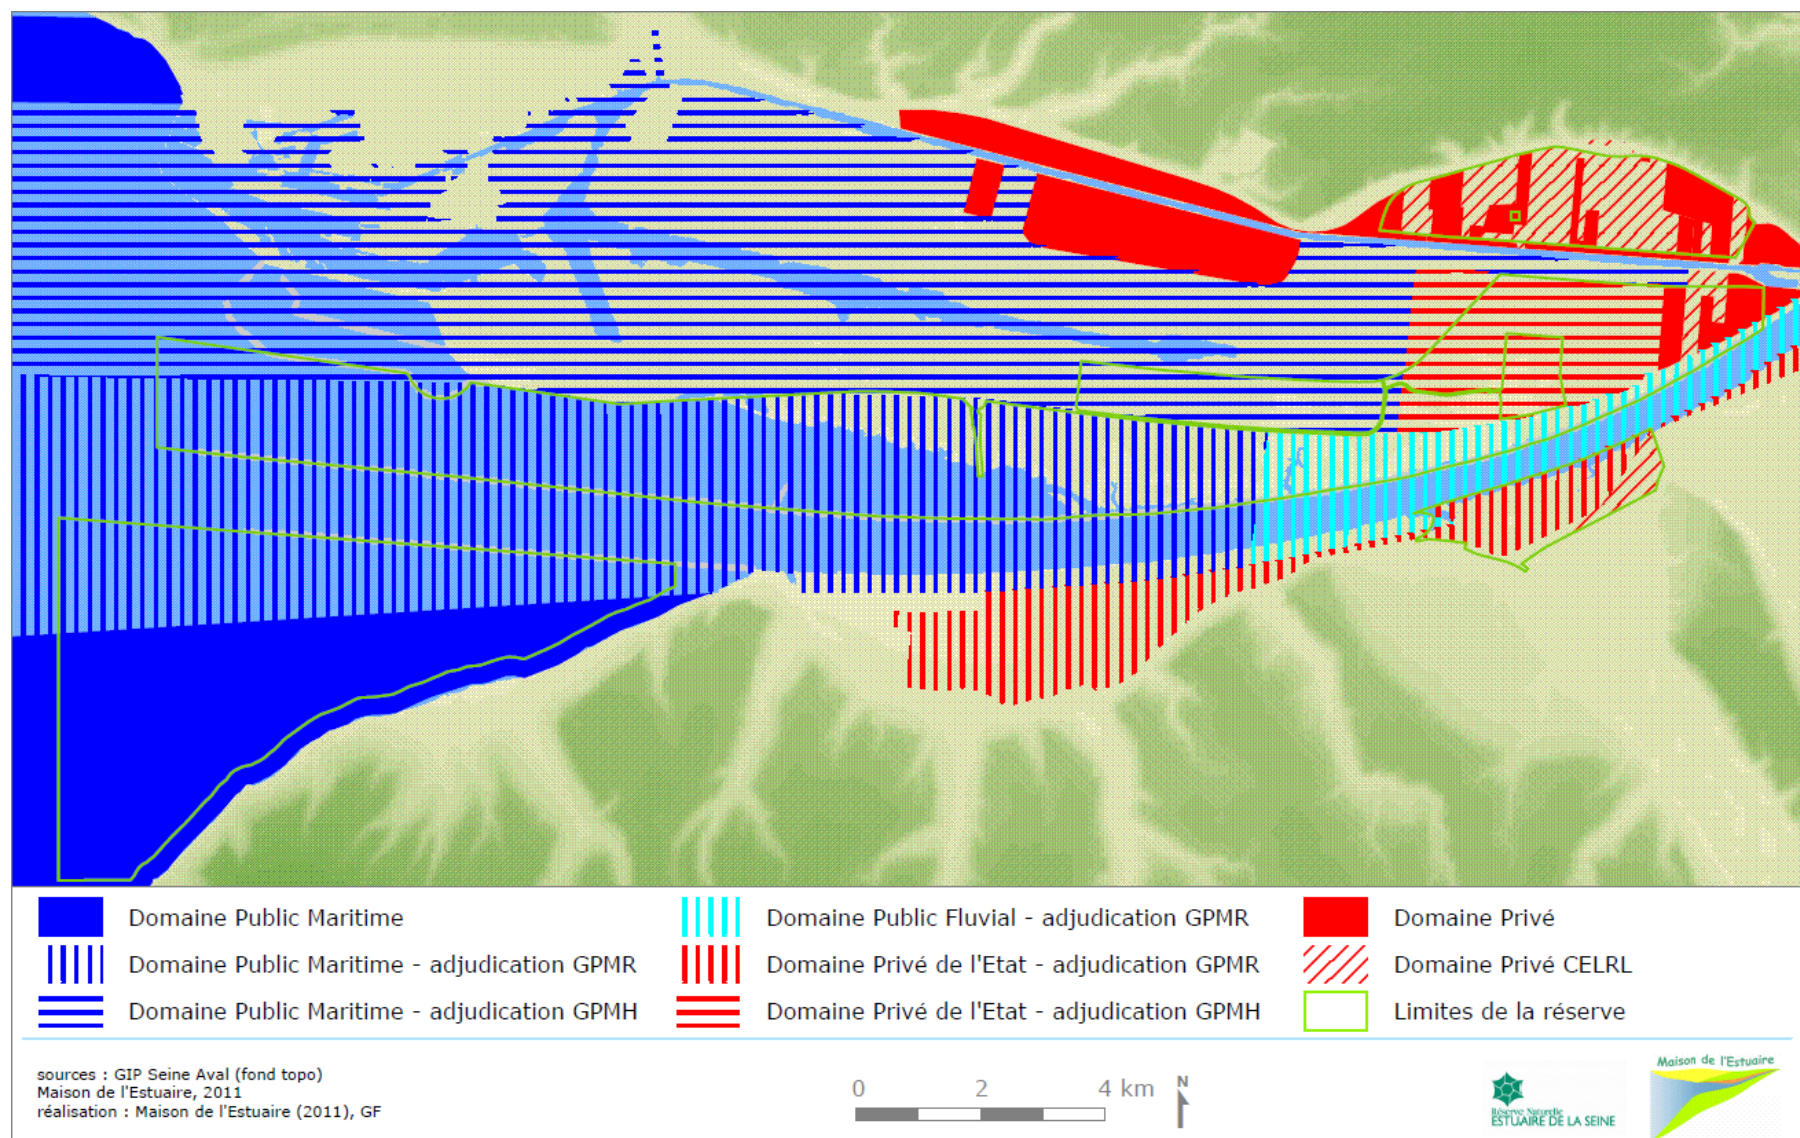 Domaine Public Maritime
Domaine Public Fluvial - adjudication GPMR
Domaine Privé
Domaine Public Maritime - adjudication GPMR
Domaine Privé de l'Etat - adjudication GPMR
Domaine Privé CELRL
Domaine Public Maritime - adjudication GPMH
Domaine Privé de l'Etat - adjudication GPMH
Limites de la réserve
sources : GIP Seine Aval (fond topo)
Maison de l'Estuaire, 2011
réalisation : Maison de l'Estuaire (2011), GF
0 2 4 km
N
Réserve Naturelle
ESTUAIRE DE LA SEINE
Maison de l'Estuaire